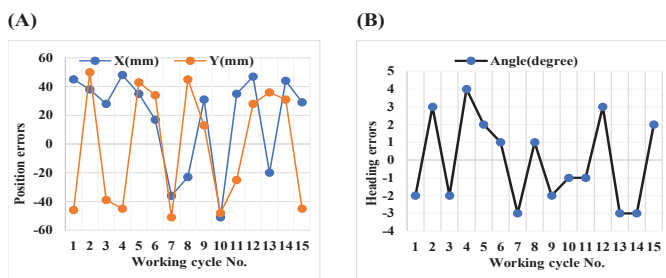 (A)
X(mm) Y(mm)
60
40
20
0
-20
-40
-60
Position errors
1 2 3 4 5 6 7 8 9 10 11 12 13 14 15
Working cycle No.
(B)
Angle(degree)
5
4
3
2
1
0
-1
-2
-3
-4
Heading errors
1 2 3 4 5 6 7 8 9 10 11 12 13 14 15
Working cycle No.